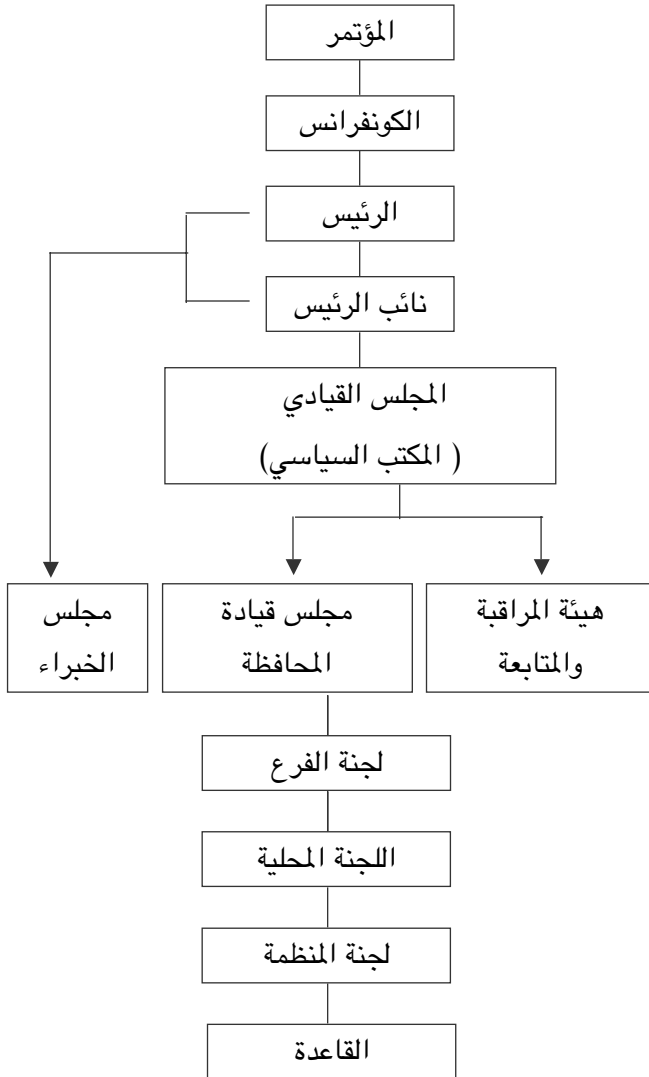 المؤتمر
الكونفرانس
الرئيس
نائب الرئيس
المجلس القيادي
( المكتب السياسي)
هيئة المراقبة
والمتابعة
مجلس قيادة
المحافظة
مجلس
الخبراء
لجنة الفرع
اللجنة المحلية
لجنة المنظمة
القاعدة